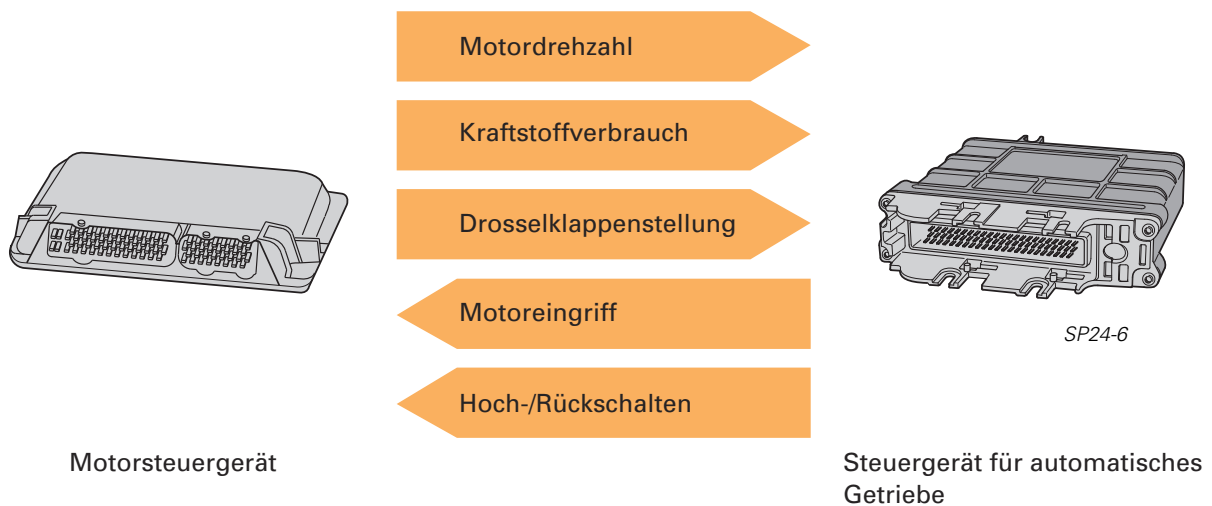 Motordrehzahl
Kraftstoffverbrauch
Drosselklappenstellung
Motoreingriff
Hoch-/Rückschalten
SP24-6
Motorsteuergerät
Steuergerät für automatisches
Getriebe